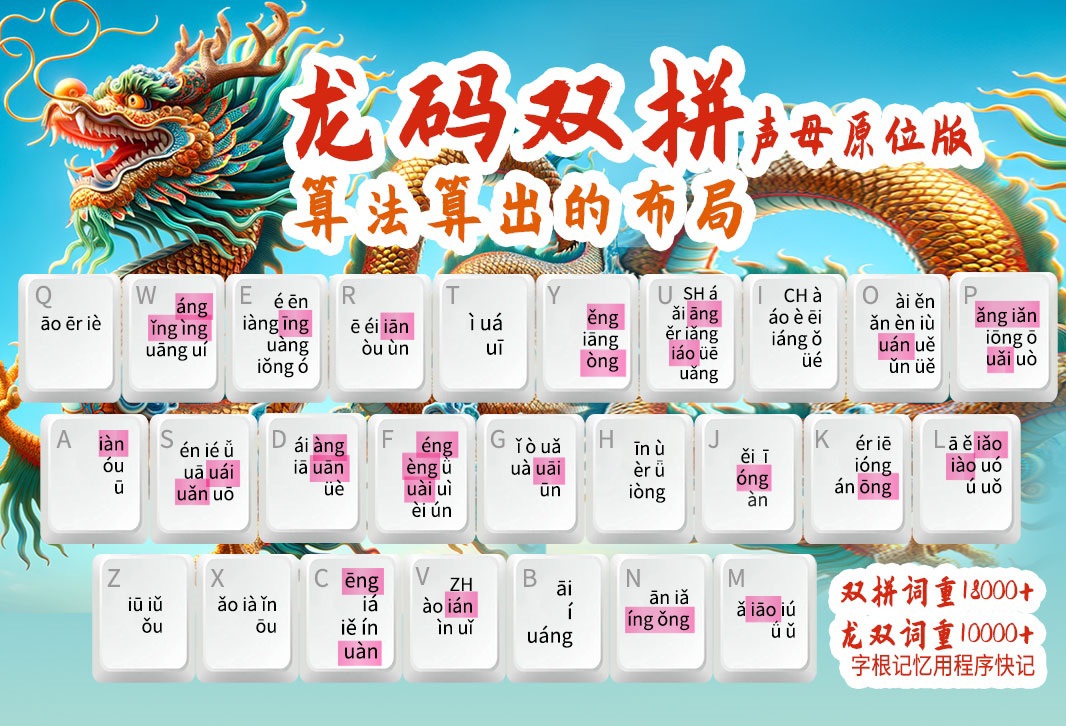 龙码双拼声母原位版
算法算出的布局
Q
āo ēr iè
W
áng
ǐng ìng
uāng uí
E
é ēn
iàng īng
uàng
iǒng ó
R
ē éi iān
òu ùn
T
ì uá
uī
Y
ěng
iāng
òng
U
SH á
ǎi āng
ěr iǎng
iáo üē
uǎng
I
CH à
áo è ēi
iáng ǒ
üé
O
ài ěn
ǎn èn iù
uán uě
ǔn üě
P
ǎng iǎn
iōng ō
uǎi uò
A
iàn
óu
ū
S
én ié ǚ
uā uái
uǎn uō
D
ái àng
iā uān
üè
F
éng
èng ǜ
uài uì
èi ún
G
ǐ ò uǎ
uà uāi
ūn
H
īn ù
èr ǖ
iòng
J
ěi ī
óng
àn
K
ér iē
ióng
án ōng
L
ā ě iǎo
iào uó
ú uǒ
Z
iū iǔ
ǒu
X
ǎo ià ǐn
ōu
C
ēng
iá
iě ín
uàn
V
ZH
ào ián
ìn uǐ
B
āi
í
uáng
N
ān iǎ
íng ǒng
M
ǎ iāo iú
ǘ ǔ
双拼词重18000+
龙双词重10000+
字根记忆用程序快记